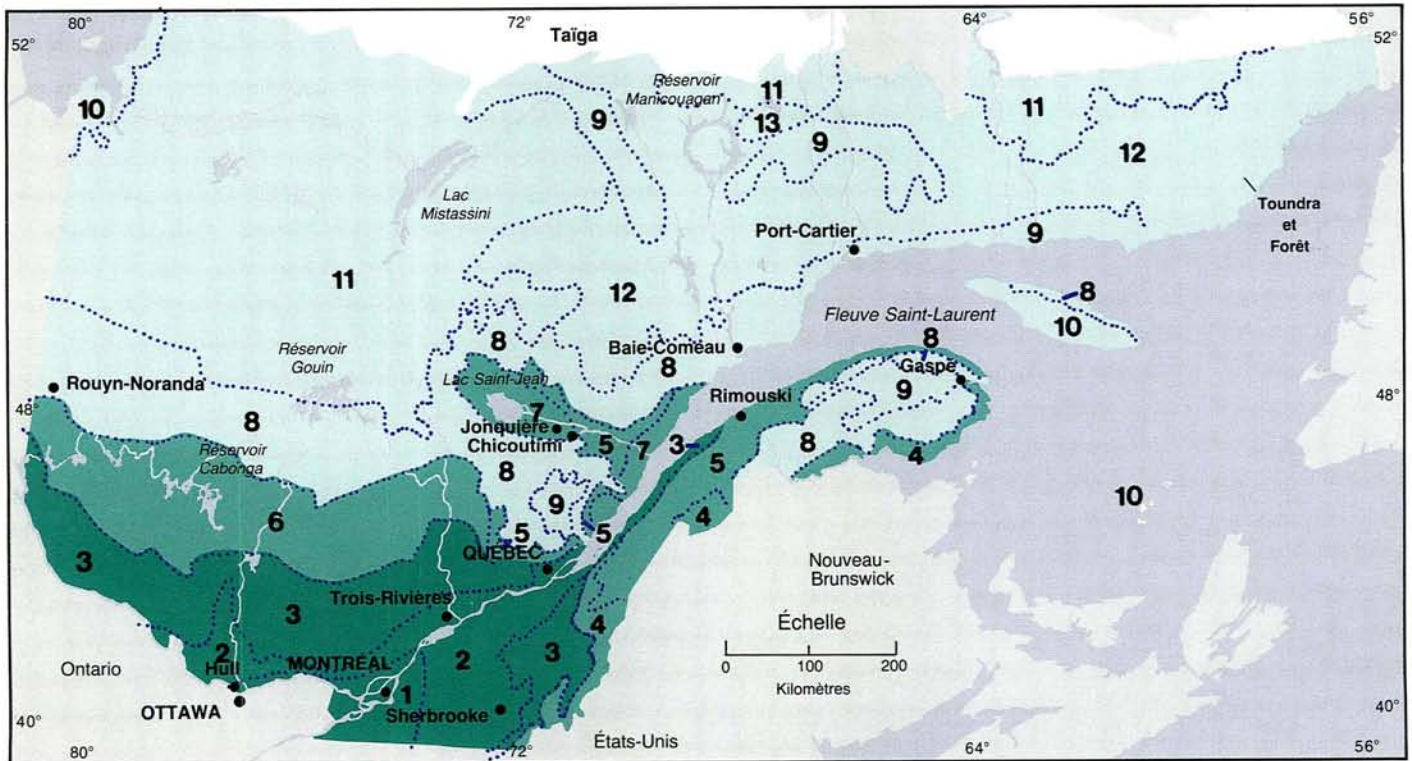 80°
72°
64°
56°
52°
52°
Taïga
Réservoir
Manicouagan
11
10
9
13
9
11
12
Lac
Mistassini
Toundra
et
Forêt
Port-Cartier
9
11
12
8
10
Fleuve Saint-Laurent
8
Réservoir
Gouin
8
Baie-Comeau
8
Gaspé
Lac Saint-Jean
9
Rouyn-Noranda
48°
48°
Rimouski
7
8
Jonquière
Chicoutimi
5
7
3
5
8
4
Réservoir
Cabonga
8
9
10
6
5
5
4
QUÉBEC
3
Nouveau-
Brunswick
Trois-Rivières
3
4
Échelle
2
MONTRÉAL
2
3
0 100 200
Kilomètres
Ontario
Hull
1
OTTAWA
Sherbrooke
40°
40°
États-Unis
80°
72°
64°
56°